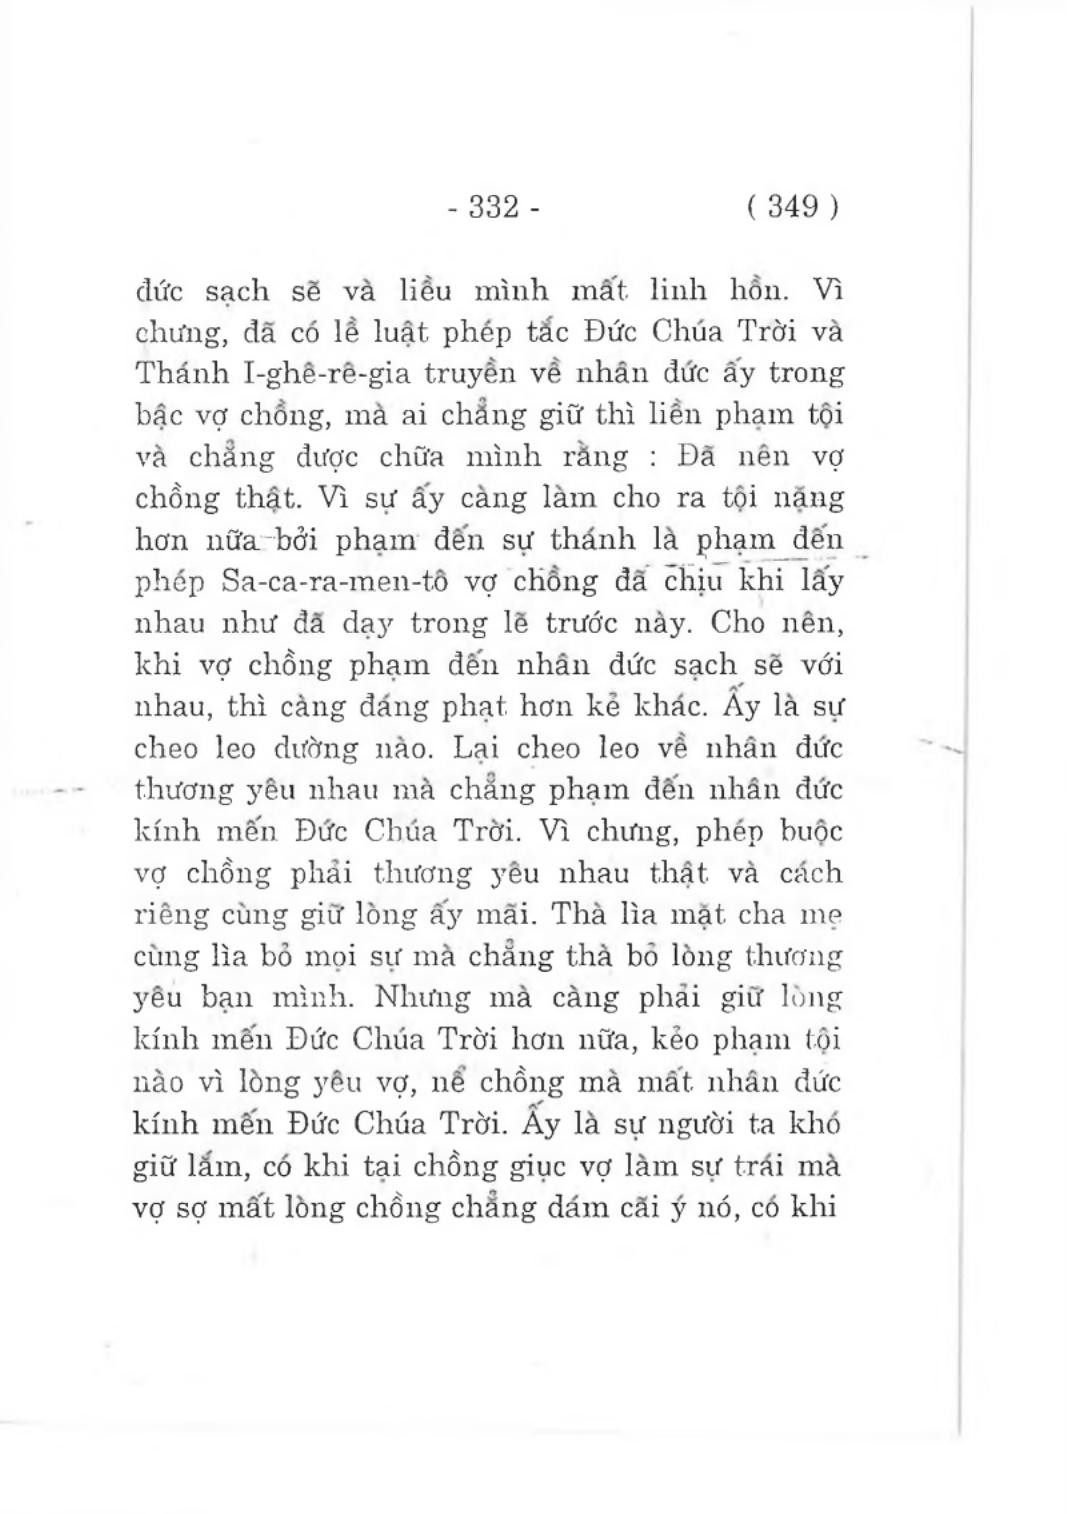 - 332 - ( 349 )
đức sạch sẽ và liều mình mất linh hồn. Vì
chưng, đã có lề luật phép tắc Đức Chúa Trời và
Thánh I-ghê-rê-gia truyền về nhân đức ấy trong
bậc vợ chồng, mà ai chẳng giữ thì liền phạm tội
và chẳng được chữa mình rằng : Đã nên vợ
chồng thật. Vì sự ấy càng làm cho ra tội nặng
hơn nữa bởi phạm đến sự thánh là phạm đến
phép Sa-ca-ra-men-tô vợ chồng đã chịu khi lấy
nhau như đã dạy trong lẽ trước này. Cho nên,
khi vợ chồng phạm đến nhân đức sạch sẽ với
nhau, thì càng đáng phạt hơn kẻ khác. Ấy là sự
cheo leo dường nào. Lại cheo leo về nhân đức
thương yêu nhau mà chẳng phạm đến nhân đức
kính mến Đức Chúa Trời. Vì chưng, phép buộc
vợ chồng phải thương yêu nhau thật và cách
riêng cùng giữ lòng ấy mãi. Thà lìa mặt cha mẹ
cùng lìa bỏ mọi sự mà chẳng thà bỏ lòng thương
yêu bạn mình. Nhưng mà càng phải giữ lòng
kính mến Đức Chúa Trời hơn nữa, kẻo phạm tội
nào vì lòng yêu vợ, nể chồng mà mất nhân đức
kính mến Đức Chúa Trời. Ấy là sự người ta khó
giữ lắm, có khi tại chồng giục vợ làm sự trái mà
vợ sợ mất lòng chồng chẳng dám cãi ý nó, có khi